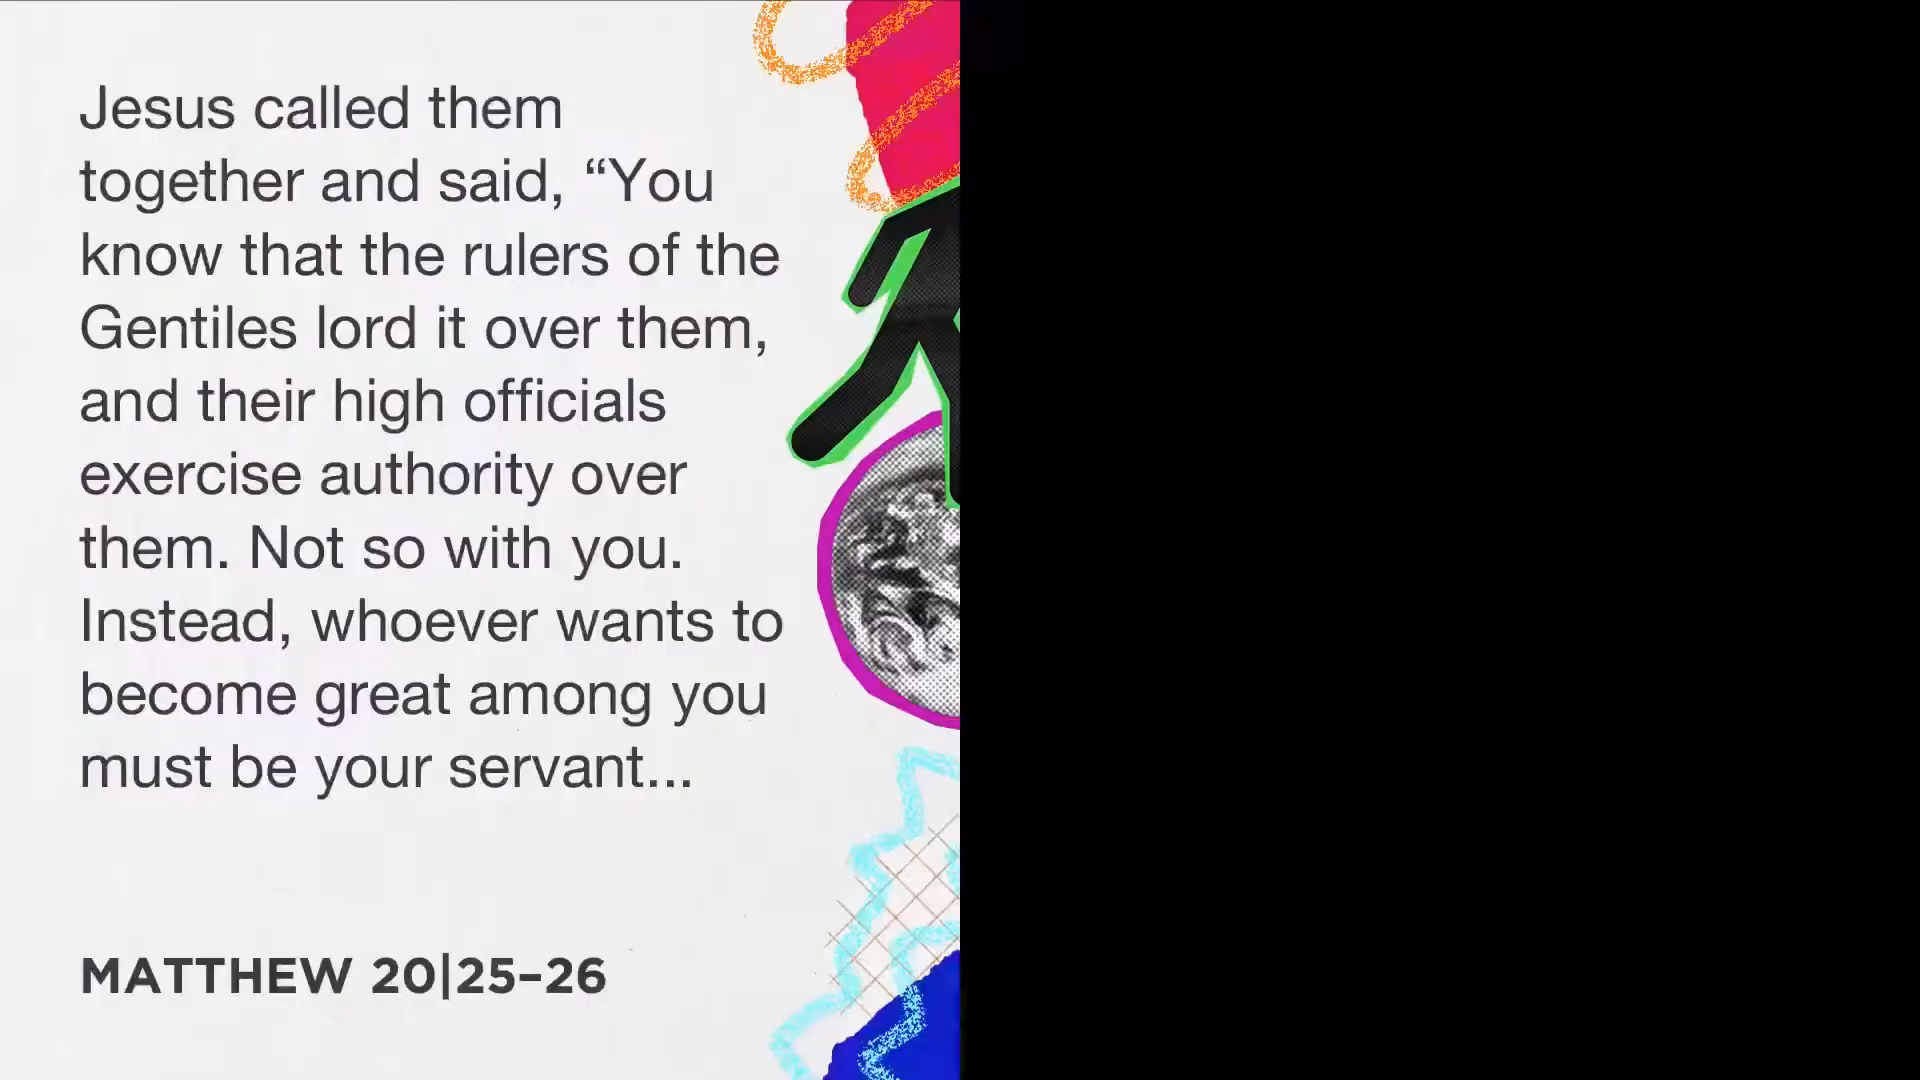 Jesus called them
together and said, “You
know that the rulers of the
Gentiles lord it over them,
and their high officials
exercise authority over
them. Not so with you.
Instead, whoever wants to
become great among you
must be your servant...
MATTHEW 20|25–26